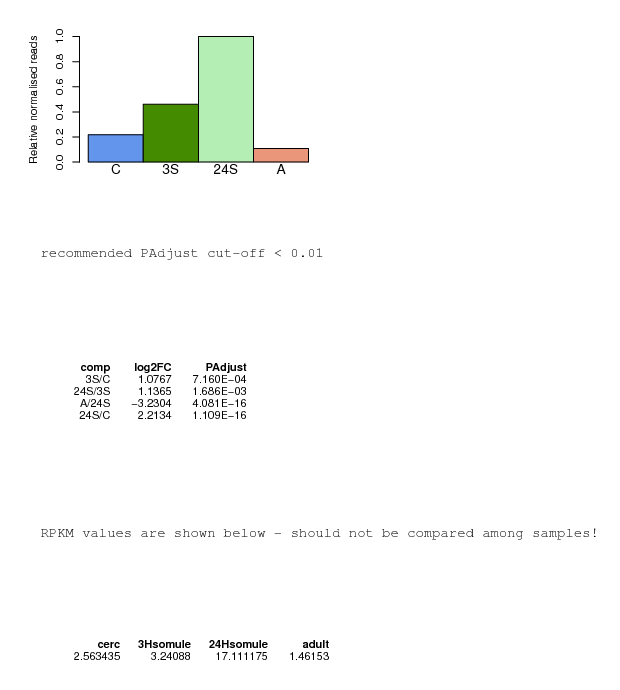 Relative normalised reads
1.0
0.8
0.6
0.4
0.2
0.0
C 3S 24S A
recommended PAdjust cut-off < 0.01
comp log2FC PAdjust
3S/C 1.0767 7.160E−04
24S/3S 1.1365 1.686E−03
A/24S −3.2304 4.081E−16
24S/C 2.2134 1.109E−16
RPKM values are shown below - should not be compared among samples!
cerc 3Hsomule 24Hsomule adult
2.563435 3.24088 17.111175 1.46153